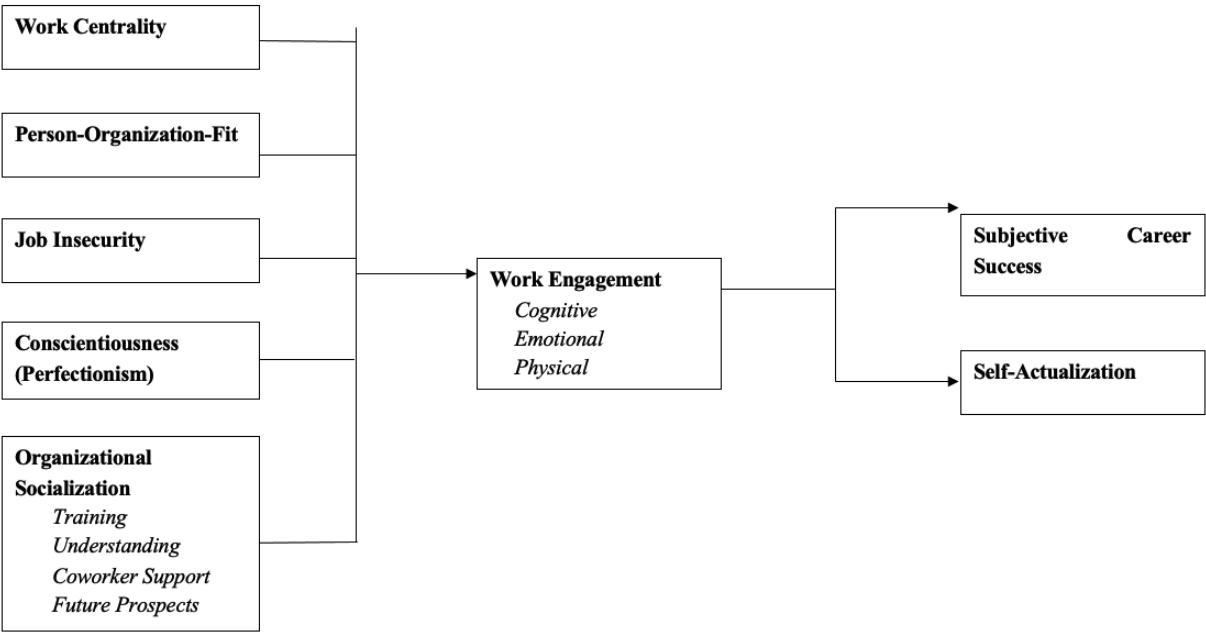 Work Centrality
Person-Organization-Fit
Job Insecurity
Conscientiousness
(Perfectionism)
Organizational
Socialization
Training
Understanding
Coworker Support
Future Prospects
Work Engagement
Cognitive
Emotional
Physical
Subjective Career
Success
Self-Actualization